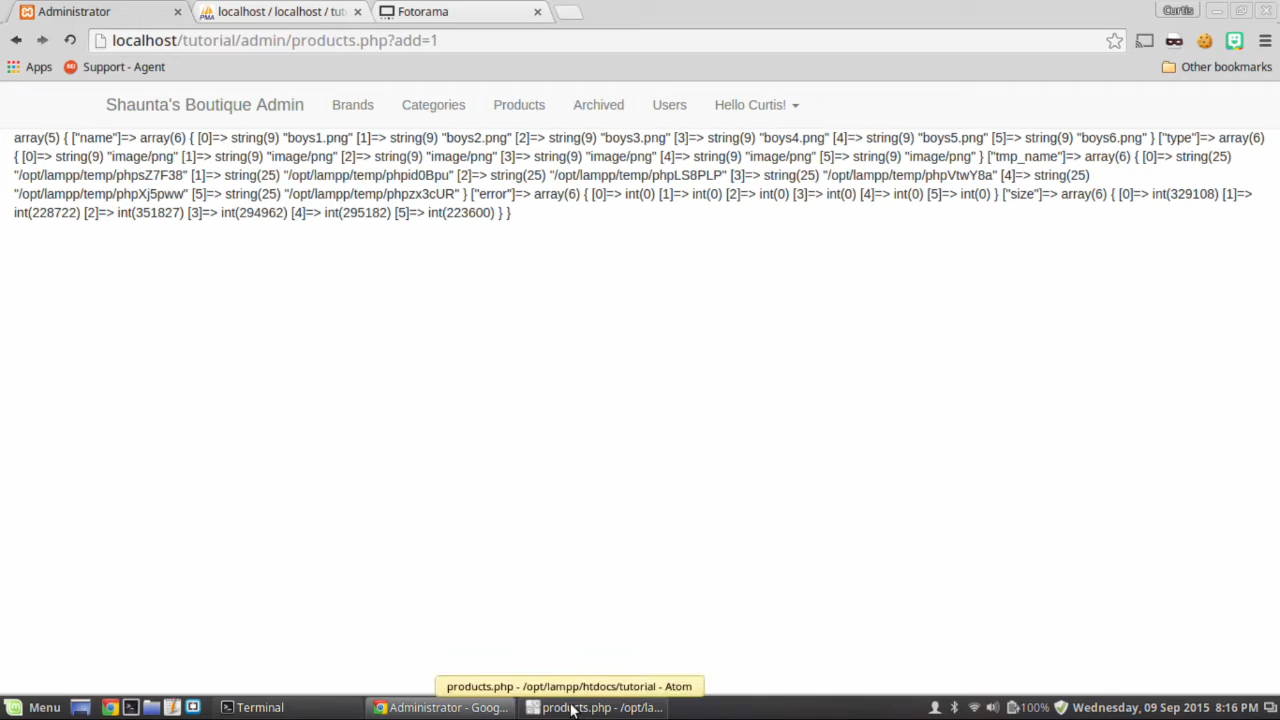 Administrator
localhost / localhost / tut
Fotorama
Curtis
localhost/tutorial/admin/products.php?add=1
Apps
Support - Agent
Other bookmarks
Shaunta's Boutique Admin
Brands
Categories
Products
Archived
Users
Hello Curtis!
array(5) { ["name"]=> array(6) { [0]=> string(9) "boys1.png" [1]=> string(9) "boys2.png" [2]=> string(9) "boys3.png" [3]=> string(9) "boys4.png" [4]=> string(9) "boys5.png" [5]=> string(9) "boys6.png" } ["type"]=> array(6)
{ [0]=> string(9) "image/png" [1]=> string(9) "image/png" [2]=> string(9) "image/png" [3]=> string(9) "image/png" [4]=> string(9) "image/png" [5]=> string(9) "image/png" } ["tmp_name"]=> array(6) { [0]=> string(25)
"/opt/lampp/temp/phpsZ7F38" [1]=> string(25) "/opt/lampp/temp/phpid0Bpu" [2]=> string(25) "/opt/lampp/temp/phpLS8PLP" [3]=> string(25) "/opt/lampp/temp/phpVtwY8a" [4]=> string(25)
"/opt/lampp/temp/phpXj5pww" [5]=> string(25) "/opt/lampp/temp/phpzx3cUR" } ["error"]=> array(6) { [0]=> int(0) [1]=> int(0) [2]=> int(0) [3]=> int(0) [4]=> int(0) [5]=> int(0) } ["size"]=> array(6) { [0]=> int(329108) [1]=>
int(228722) [2]=> int(351827) [3]=> int(294962) [4]=> int(295182) [5]=> int(223600) } }
products.php - /opt/lampp/htdocs/tutorial - Atom
Menu
Terminal
Administrator - Goog...
products.php - /opt/la...
100%
Wednesday, 09 Sep 2015 8:16 PM